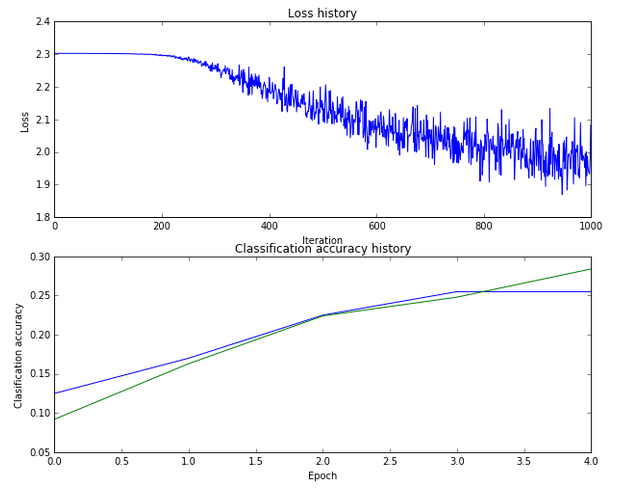 Loss history
2.4
2.3
2.2
2.1
2.0
1.9
1.8
Loss
0 200 400 600 800 1000
Iteration
Classification accuracy history
0.30
0.25
0.20
0.15
0.10
0.05
Clasification accuracy
0.0 0.5 1.0 1.5 2.0 2.5 3.0 3.5 4.0
Epoch